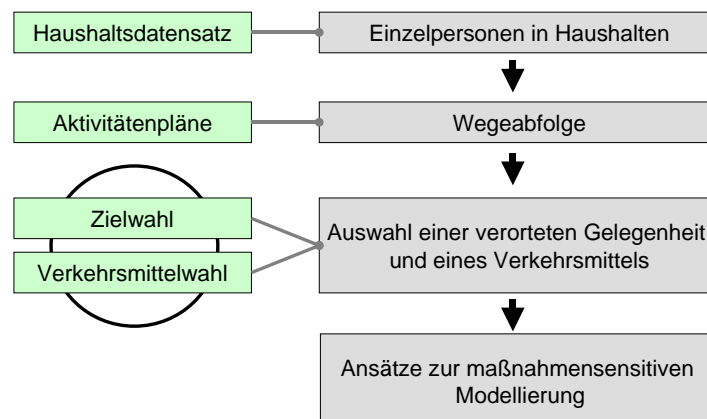 Haushaltsdatensatz
Einzelpersonen in Haushalten
Aktivitätenpläne
Wegeabfolge
Zielwahl
Verkehrsmittelwahl
Auswahl einer verorteten Gelegenheit
und eines Verkehrsmittels
Ansätze zur maßnahmensensitiven
Modellierung